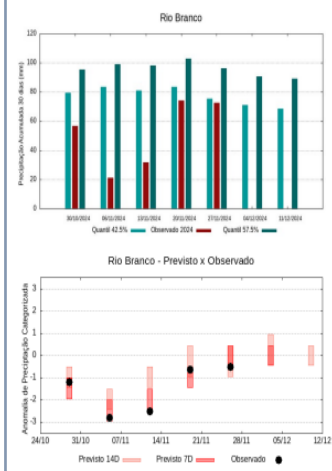 Rio Branco
Precipitação Acumulada 30 dias (mm)
120
100
80
60
40
20
0
30/10/2024 06/11/2024 13/11/2024 20/11/2024 27/11/2024 04/12/2024 11/12/2024
Quantil 42.5% Observado 2024 Quantil 57.5%
Rio Branco - Previsto x Observado
Anomalia de Precipitação Categorizada
3
2
1
0
-1
-2
-3
24/10 31/10 07/11 14/11 21/11 28/11 05/12 12/12
Previsto 14D Previsto 7D Observado